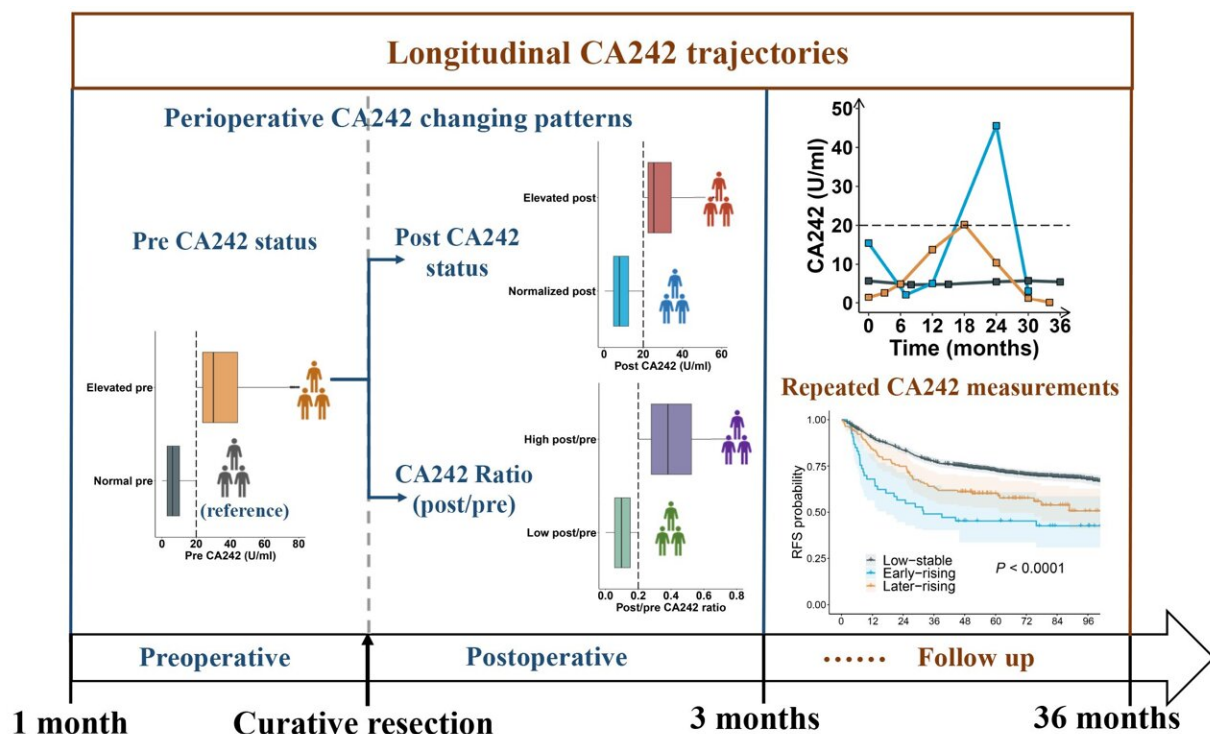 Longitudinal CA242 trajectories
Perioperative CA242 changing patterns
Pre CA242 status
Elevated pre
Normal pre
(reference)
0 20 40 60 80
Pre CA242 (U/ml)
Post CA242
status
Elevated post
Normalized post
0 20 40 60
Post CA242 (U/ml)
CA242 Ratio
(post/pre)
High post/pre
Low post/pre
0.0 0.2 0.4 0.6 0.8
Post/pre CA242 ratio
CA242 (U/ml)
50
40
30
20
10
0
0 6 12 18 24 30 36
Time (months)
Repeated CA242 measurements
RFS probability
1.00
0.75
0.50
0.25
0.00
Low-stable
Early-rising
Later-rising
P < 0.0001
0 12 24 36 48 60 72 84 96
Preoperative
Postoperative
Follow up
1 month
Curative resection
3 months
36 months